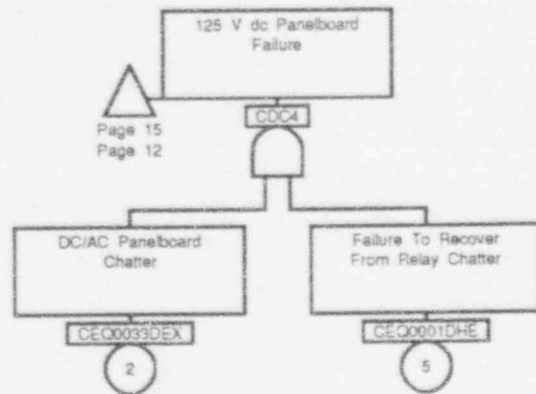 125 V dc Panelboard
Failure
Page 15
Page 12
CDC4
DC/AC Panelboard
Chatter
Failure To Recover
From Relay Chatter
CEQ0033DEX
CEQ0001DHE
2
5